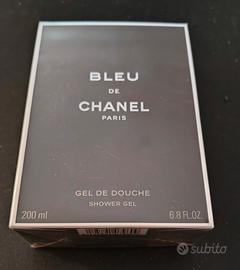 BLEU
DE
CHANEL
PARIS
GEL DE DOUCHE
SHOWER GEL
200 ml 6.8 FL.OZ.
subito